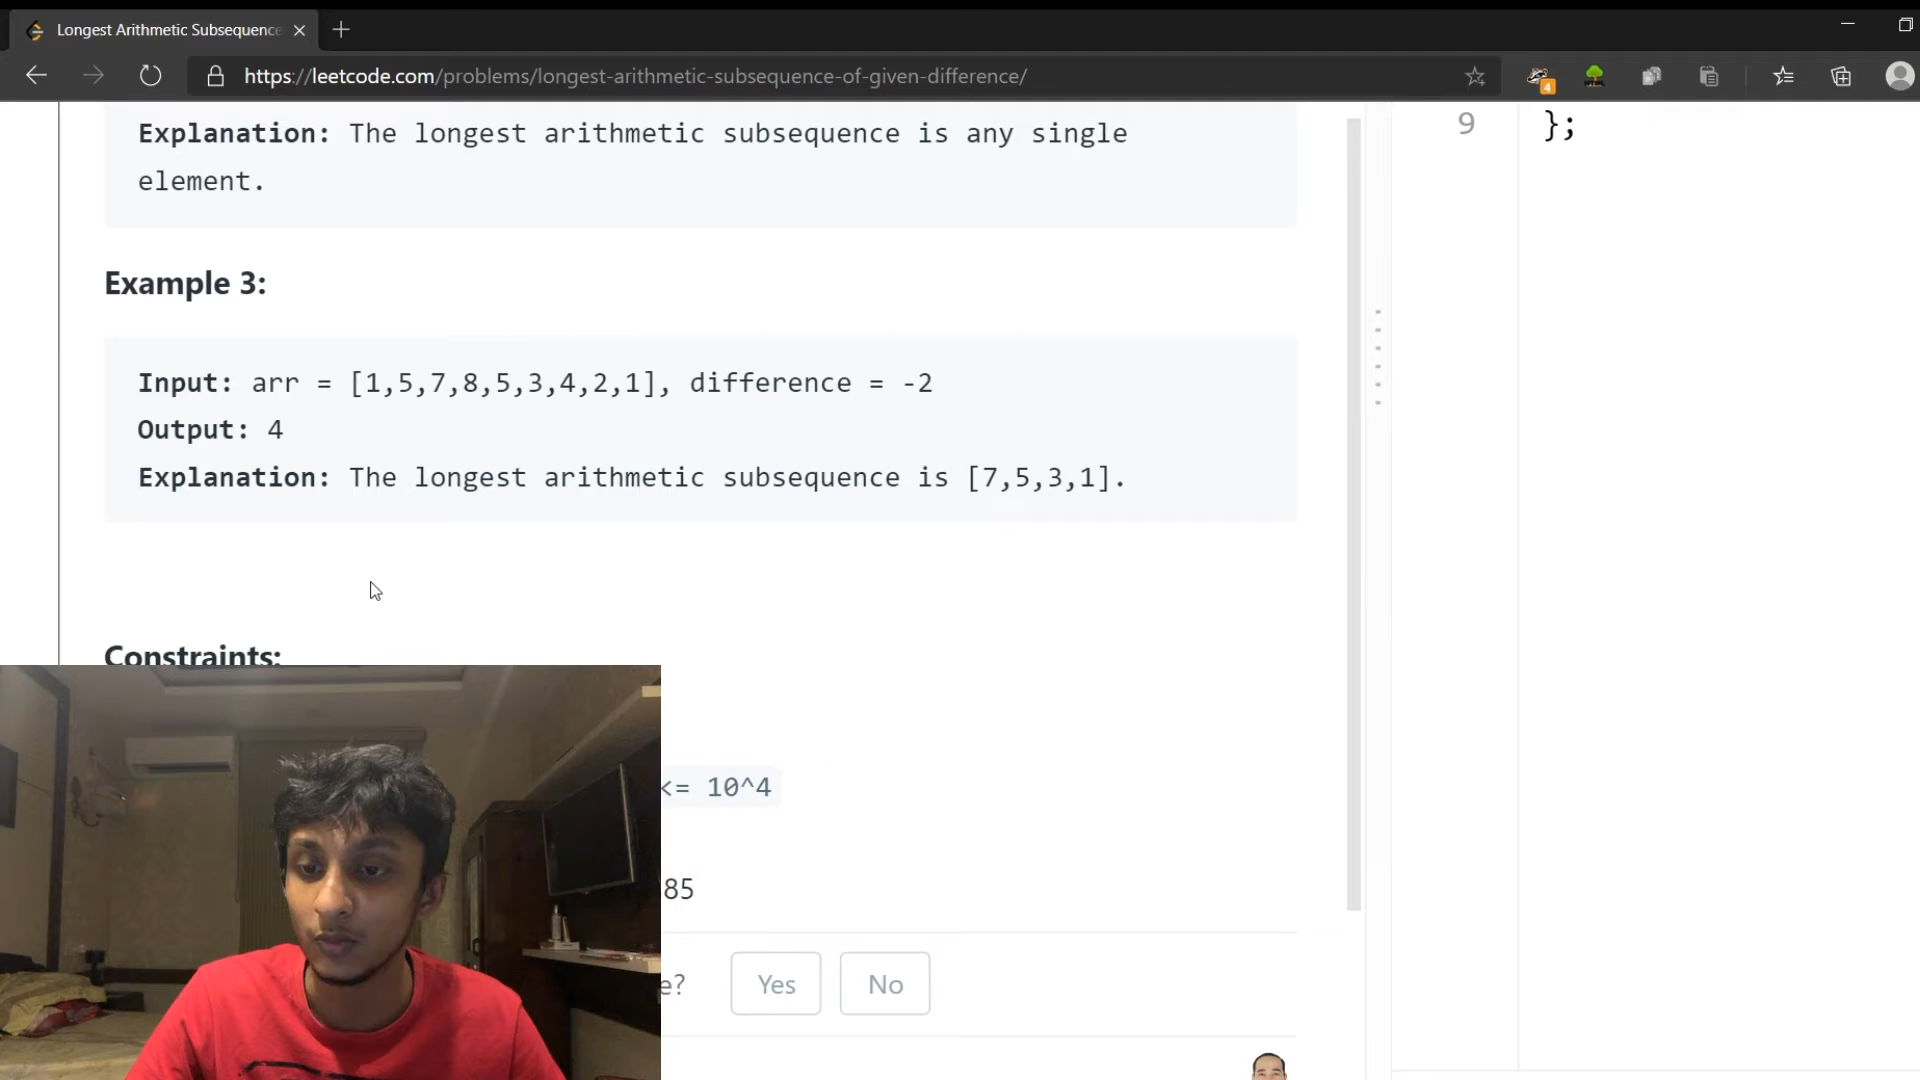 Longest Arithmetic Subsequence
https://leetcode.com/problems/longest-arithmetic-subsequence-of-given-difference/
4
Explanation: The longest arithmetic subsequence is any single
element.
9 };
Example 3:
Input: arr = [1,5,7,8,5,3,4,2,1], difference = -2
Output: 4
Explanation: The longest arithmetic subsequence is [7,5,3,1].
Constraints:
<= 10^4
85
e?
Yes
No